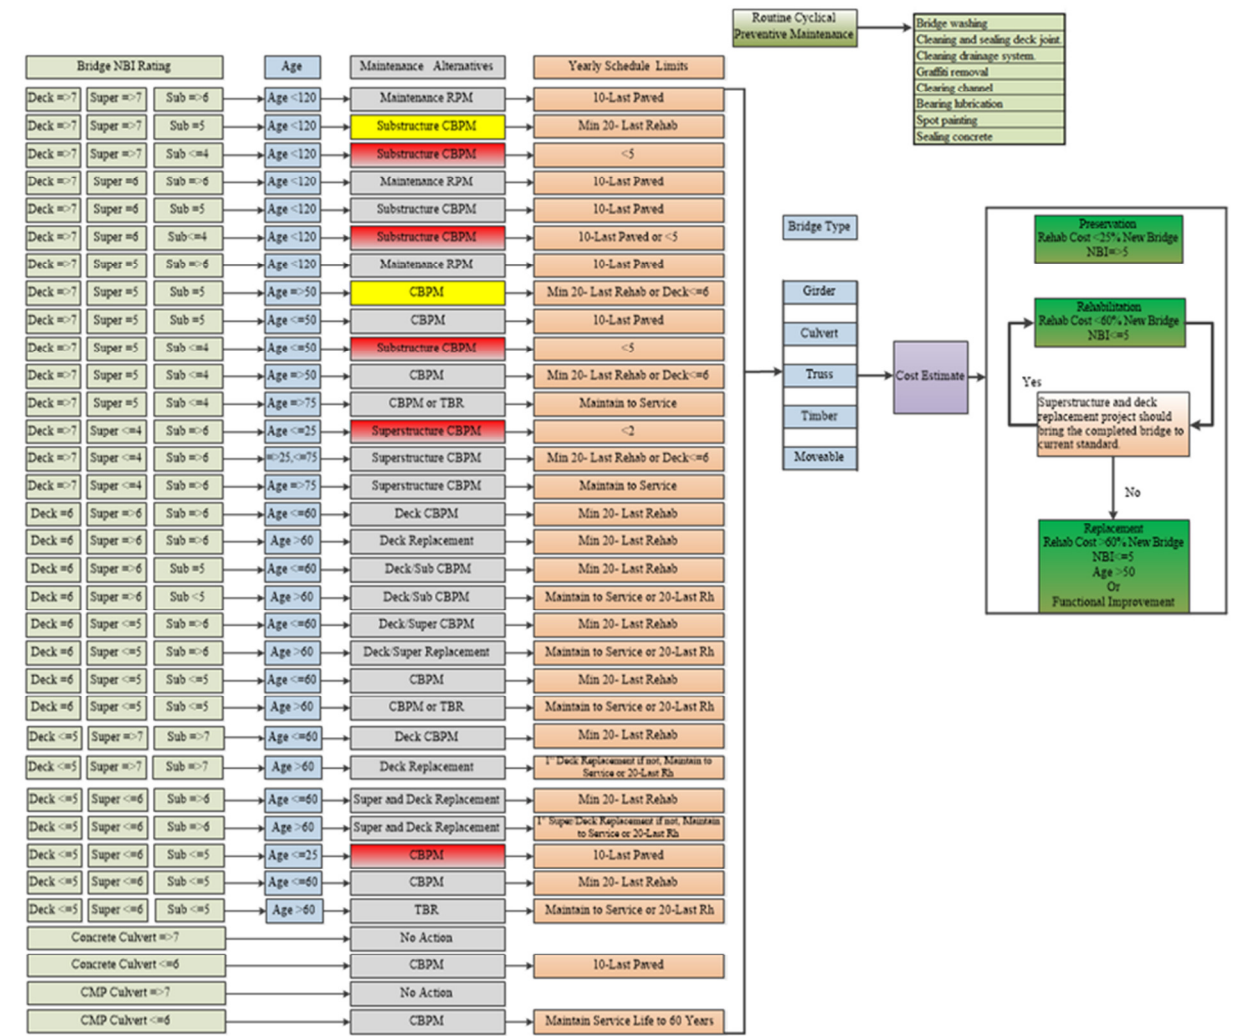 Routine Cyclical
Preventive Maintenance
Bridge washing
Cleaning and sealing deck joint.
Cleaning drainage system.
Graffiti removal
Clearing channel
Bearing lubrication
Spot painting
Sealing concrete
Bridge NBI Rating Age Maintenance Alternatives Yearly Schedule Limits
Deck =>7 Super =>7 Sub =>6 Age <120 Maintenance RPM 10-Last Paved
Deck =>7 Super =>7 Sub =5 Age <120 Substructure CBPM Min 20- Last Rehab
Deck =>7 Super =>7 Sub <=4 Age <120 Substructure CBPM <5
Deck =>7 Super =6 Sub =>6 Age <120 Maintenance RPM 10-Last Paved
Deck =>7 Super =6 Sub =5 Age <120 Substructure CBPM 10-Last Paved
Deck =>7 Super =6 Sub<=4 Age <120 Substructure CBPM 10-Last Paved or <5
Deck =>7 Super =5 Sub =>6 Age <120 Maintenance RPM 10-Last Paved
Deck =>7 Super =5 Sub =5 Age =>50 CBPM Min 20- Last Rehab or Deck<=6
Deck =>7 Super =5 Sub =5 Age <=50 CBPM 10-Last Paved
Deck =>7 Super =5 Sub <=4 Age <=50 Substructure CBPM <5
Deck =>7 Super =5 Sub <=4 Age =>50 CBPM Min 20- Last Rehab or Deck<=6
Deck =>7 Super =5 Sub <=4 Age =>75 CBPM or TBR Maintain to Service
Deck =>7 Super <=4 Sub =>6 Age <=25 Superstructure CBPM <2
Deck =>7 Super <=4 Sub =>6 =>25,<=75 Superstructure CBPM Min 20- Last Rehab or Deck<=6
Deck =>7 Super <=4 Sub =>6 Age =>75 Superstructure CBPM Maintain to Service
Deck =6 Super =>6 Sub =>6 Age <=60 Deck CBPM Min 20- Last Rehab
Deck =6 Super =>6 Sub =>6 Age >60 Deck Replacement Min 20- Last Rehab
Deck =6 Super =>6 Sub =5 Age <=60 Deck/Sub CBPM Min 20- Last Rehab
Deck =6 Super =>6 Sub <5 Age >60 Deck/Sub CBPM Maintain to Service or 20-Last Rh
Deck =6 Super <=5 Sub =>6 Age <=60 Deck/Super CBPM Min 20- Last Rehab
Deck =6 Super <=5 Sub =>6 Age >60 Deck/Super Replacement Maintain to Service or 20-Last Rh
Deck =6 Super <=5 Sub <=5 Age <=60 CBPM Min 20- Last Rehab
Deck =6 Super <=5 Sub <=5 Age >60 CBPM or TBR Maintain to Service or 20-Last Rh
Deck <=5 Super =>7 Sub =>7 Age <=60 Deck CBPM Min 20- Last Rehab
Deck <=5 Super =>7 Sub =>7 Age >60 Deck Replacement 1" Deck Replacement if not, Maintain to
Service or 20-Last Rh
Deck <=5 Super <=6 Sub =>6 Age <=60 Super and Deck Replacement Min 20- Last Rehab
Deck <=5 Super <=6 Sub =>6 Age >60 Super and Deck Replacement 1" Super Deck Replacement if not, Maintain
to Service or 20-Last Rh
Deck <=5 Super <=6 Sub <=5 Age <=25 CBPM 10-Last Paved
Deck <=5 Super <=6 Sub <=5 Age <=60 CBPM Min 20- Last Rehab
Deck <=5 Super <=6 Sub <=5 Age >60 TBR Maintain to Service or 20-Last Rh
Concrete Culvert =>7 No Action
Concrete Culvert <=6 CBPM 10-Last Paved
CMP Culvert =>7 No Action
CMP Culvert <=6 CBPM Maintain Service Life to 60 Years
Bridge Type
Girder
Culvert
Truss
Timber
Moveable
Cost Estimate
Preservation
Rehab Cost <25% New Bridge
NBI=>5
Rehabilitation
Rehab Cost <60% New Bridge
NBI<=5
Yes
Superstructure and deck
replacement project should
bring the completed bridge to
current standard.
No
Replacement
Rehab Cost >60% New Bridge
NBI<=5
Age >50
Or
Functional Improvement